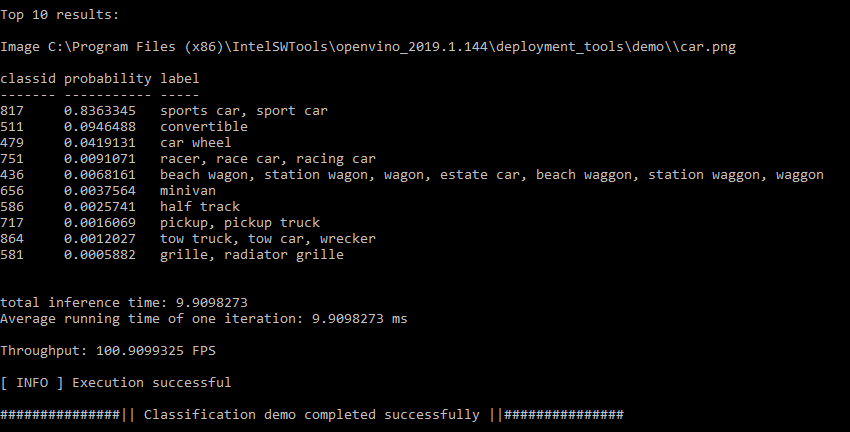 Top 10 results:
Image C:\Program Files (x86)\IntelSWTools\openvino_2019.1.144\deployment_tools\demo\\car.png
classid probability label
------- ----------- -----
817 0.8363345 sports car, sport car
511 0.0946488 convertible
479 0.0419131 car wheel
751 0.0091071 racer, race car, racing car
436 0.0068161 beach wagon, station wagon, wagon, estate car, beach waggon, station waggon, waggon
656 0.0037564 minivan
586 0.0025741 half track
717 0.0016069 pickup, pickup truck
864 0.0012027 tow truck, tow car, wrecker
581 0.0005882 grille, radiator grille
total inference time: 9.9098273
Average running time of one iteration: 9.9098273 ms
Throughput: 100.9099325 FPS
[ INFO ] Execution successful
###############|| Classification demo completed successfully ||###############